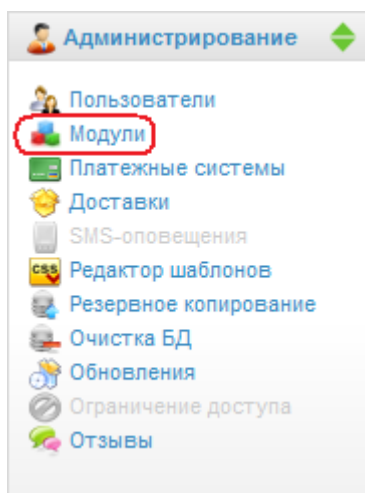 Администрирование
Пользователи
Модули
Платежные системы
Доставки
SMS-оповещения
css Редактор шаблонов
Резервное копирование
Очистка БД
Обновления
Ограничение доступа
Отзывы